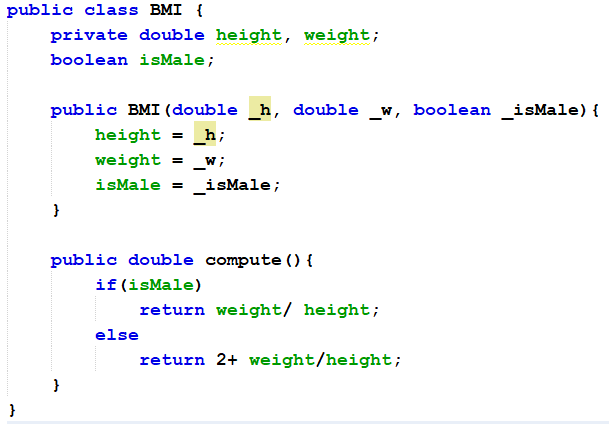 public class BMI {
    private double height, weight;
    boolean isMale;

    public BMI(double _h, double _w, boolean _isMale){
        height = _h;
        weight = _w;
        isMale = _isMale;
    }

    public double compute(){
        if(isMale)
            return weight/ height;
        else
            return 2+ weight/height;
    }
}